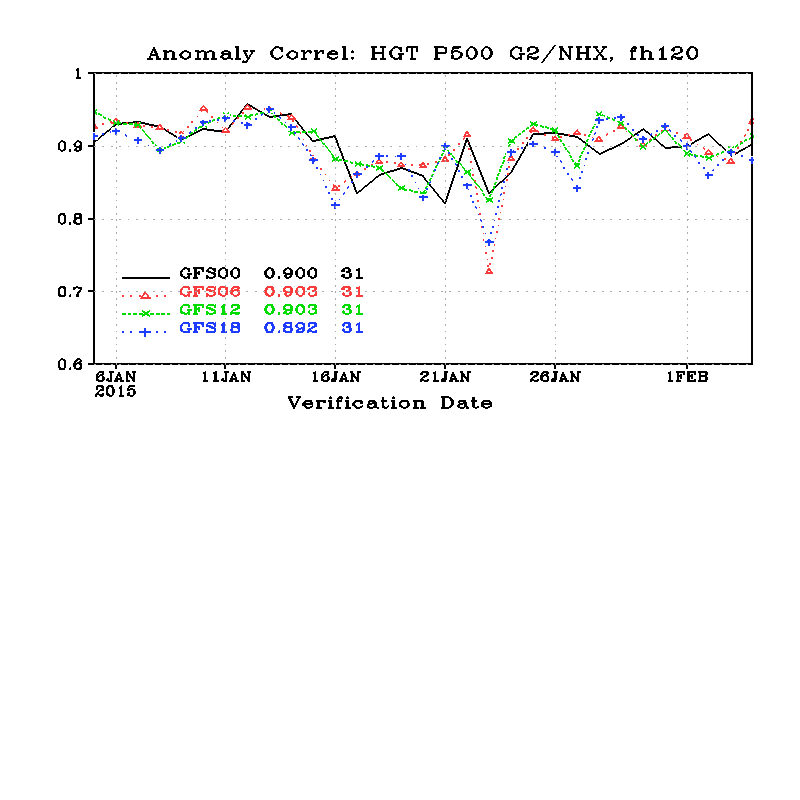 Anomaly Correl: HGT P500 G2/NHX, fh120
1
0.9
0.8
0.7
0.6
GFS00 0.900 31
GFS06 0.903 31
GFS12 0.903 31
GFS18 0.892 31
6JAN 11JAN 16JAN 21JAN 26JAN 1FEB
2015
Verification Date